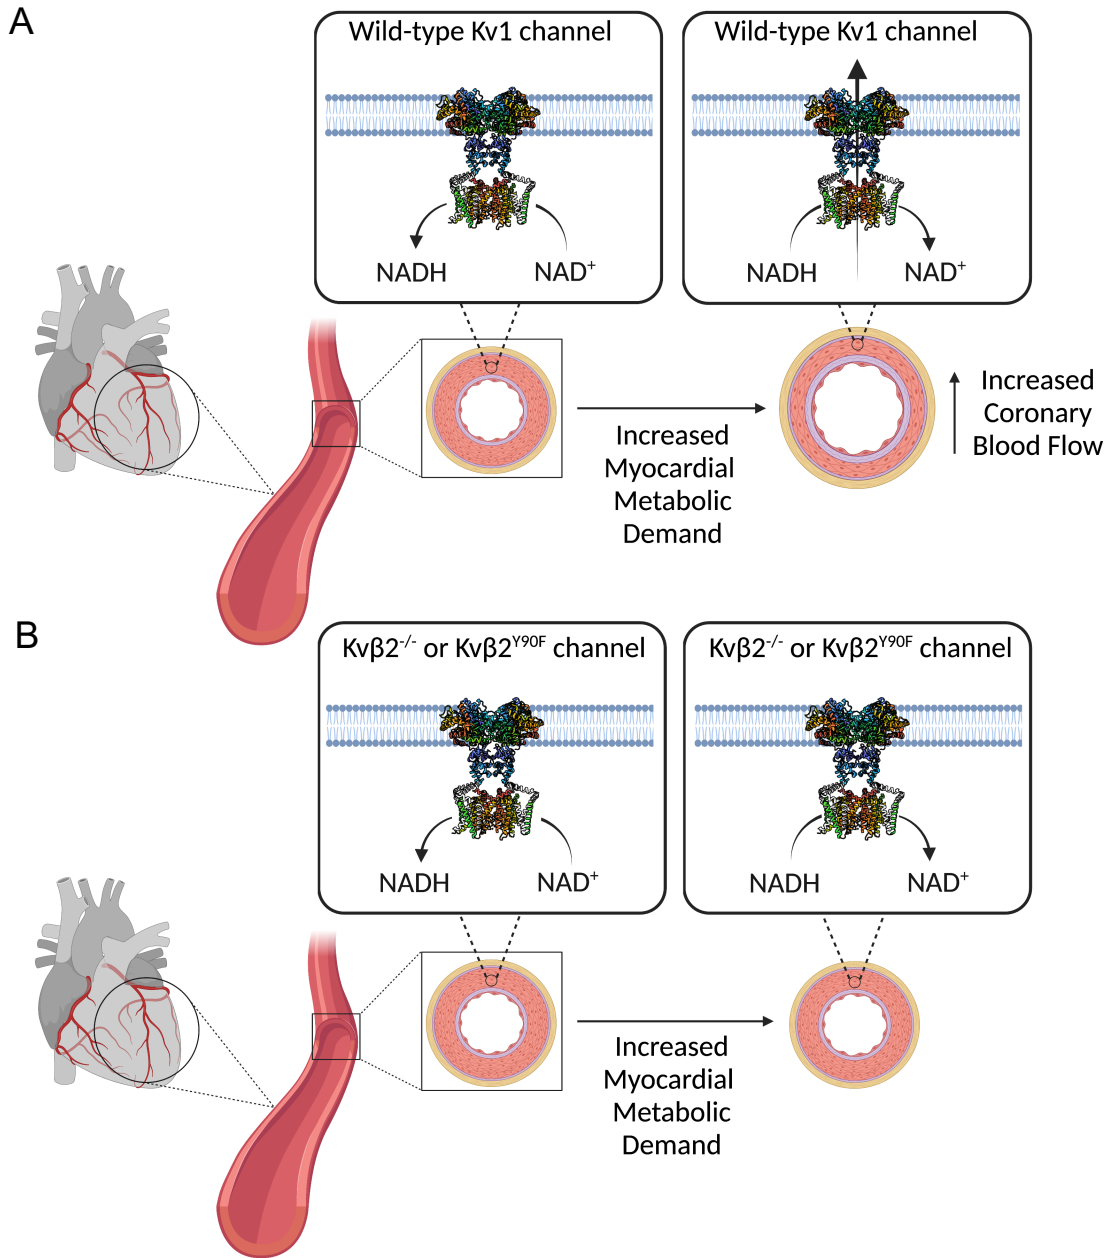 A
Wild-type Kv1 channel
Wild-type Kv1 channel
NADH
NAD⁺
NADH
NAD⁺
Increased
Myocardial
Metabolic
Demand
Increased
Coronary
Blood Flow
B
Kvβ2⁻/⁻ or Kvβ2Y90F channel
Kvβ2⁻/⁻ or Kvβ2Y90F channel
NADH
NAD⁺
NADH
NAD⁺
Increased
Myocardial
Metabolic
Demand